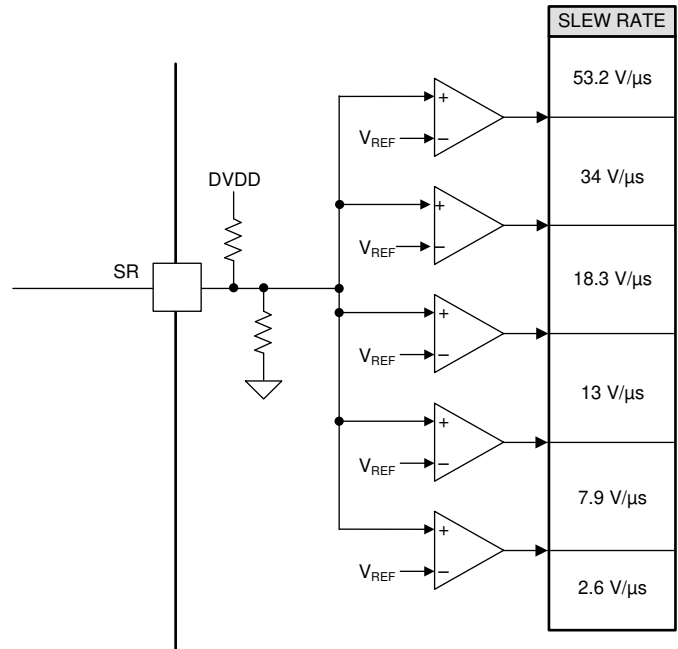 SLEW RATE
53.2 V/µs
+
VREF
−
DVDD
34 V/µs
+
VREF
−
SR
18.3 V/µs
+
VREF
−
13 V/µs
+
VREF
−
7.9 V/µs
+
VREF
−
2.6 V/µs